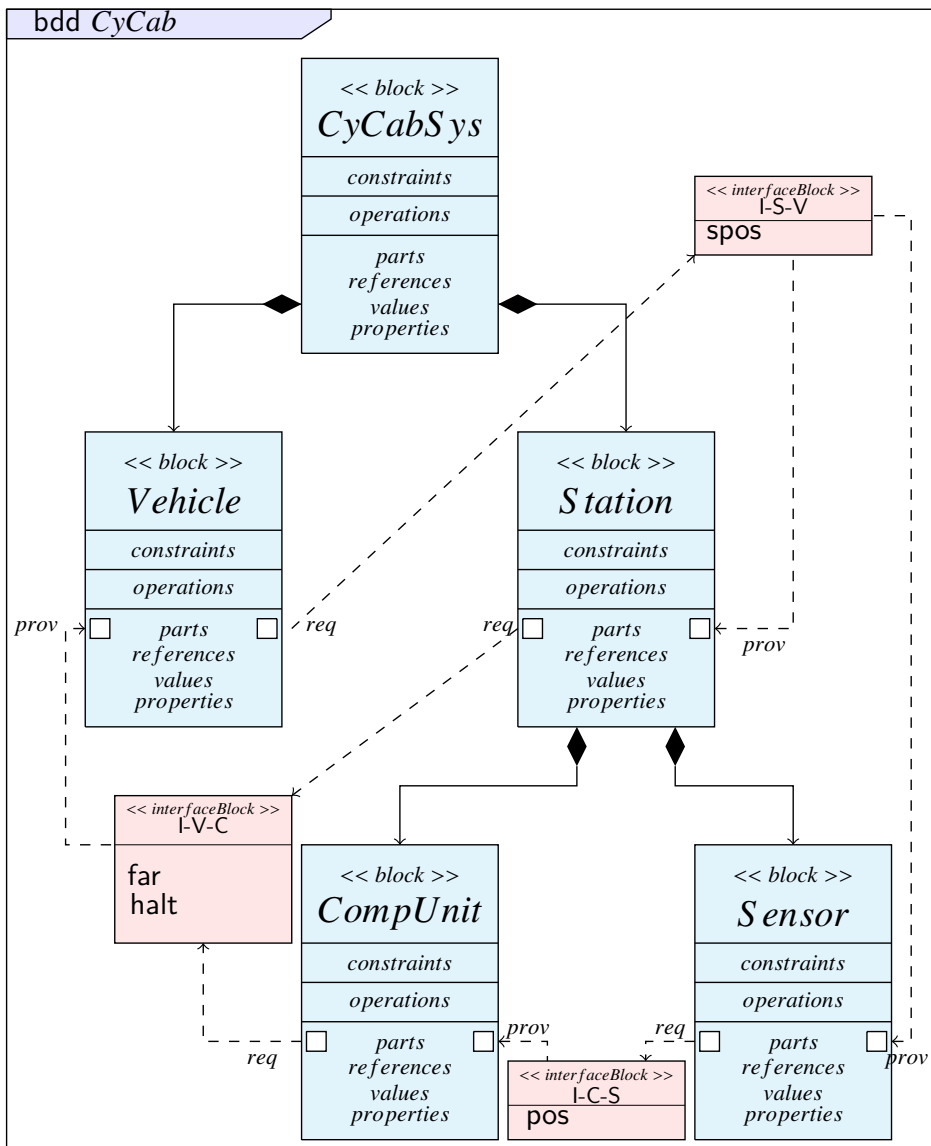 bdd CyCab
<< block >>
CyCabSys
constraints
operations
parts
references
values
properties
<< interfaceBlock >>
I-S-V
spos
<< block >>
Vehicle
constraints
operations
prov
parts
req
references
values
properties
<< block >>
Station
constraints
operations
req
parts
prov
references
values
properties
<< interfaceBlock >>
I-V-C
far
halt
<< block >>
CompUnit
constraints
operations
req
parts
prov
references
values
properties
<< interfaceBlock >>
I-C-S
pos
<< block >>
Sensor
constraints
operations
req
parts
prov
references
values
properties